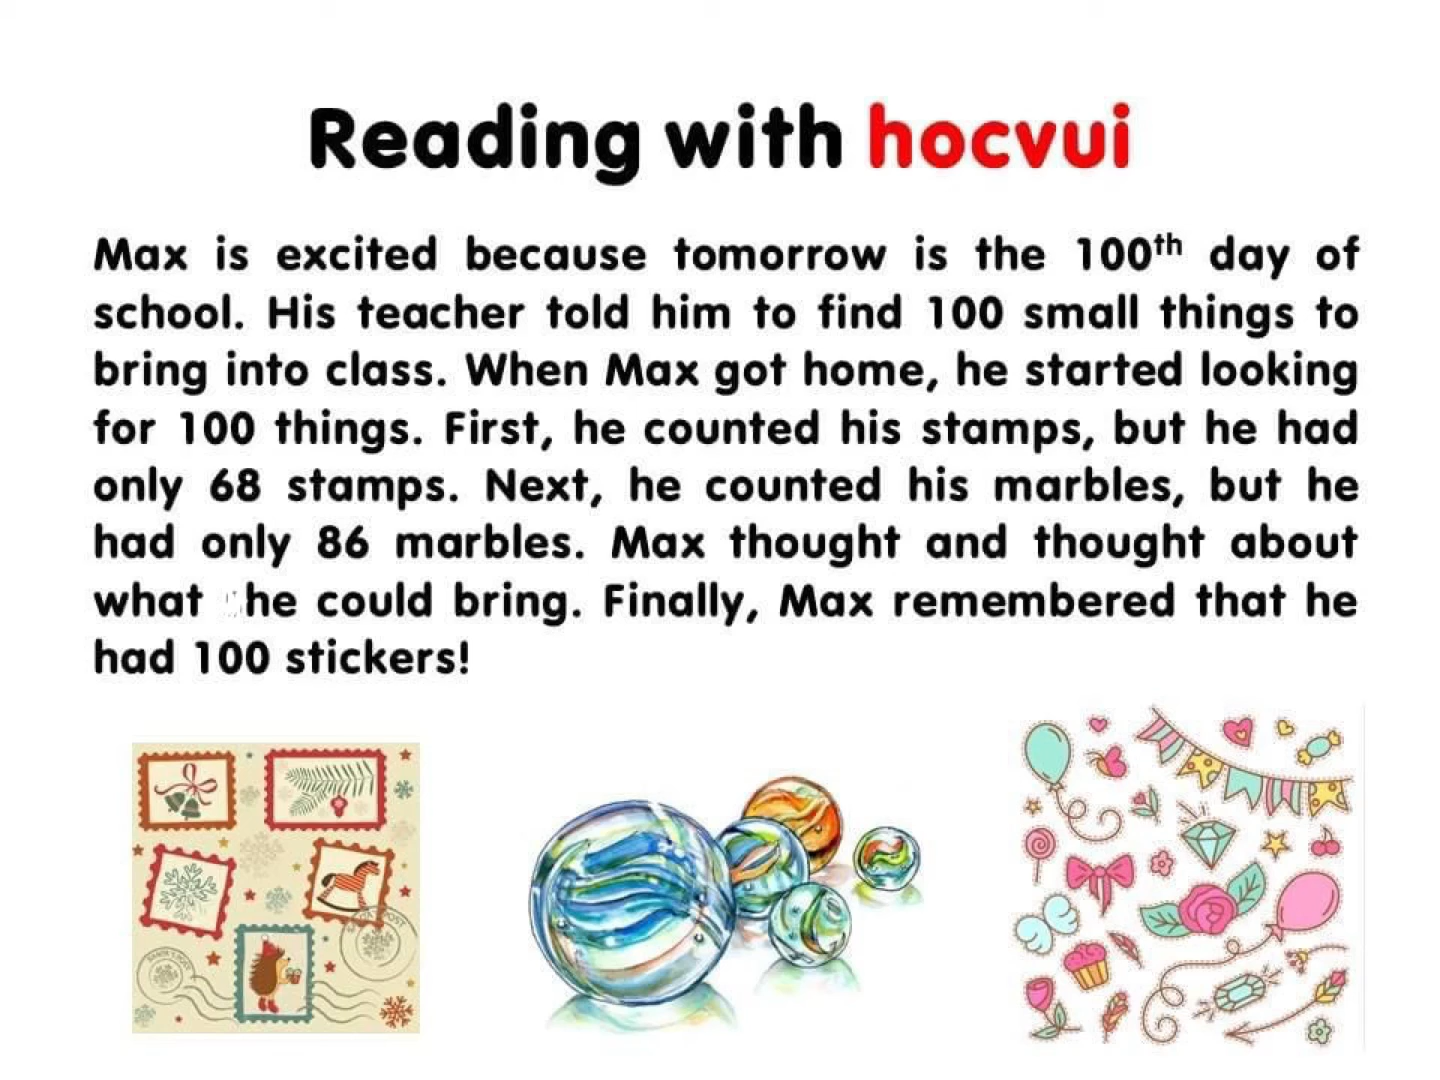 Reading with hocvui
Max is excited because tomorrow is the 100th day of
school. His teacher told him to find 100 small things to
bring into class. When Max got home, he started looking
for 100 things. First, he counted his stamps, but he had
only 68 stamps. Next, he counted his marbles, but he
had only 86 marbles. Max thought and thought about
what he could bring. Finally, Max remembered that he
had 100 stickers!